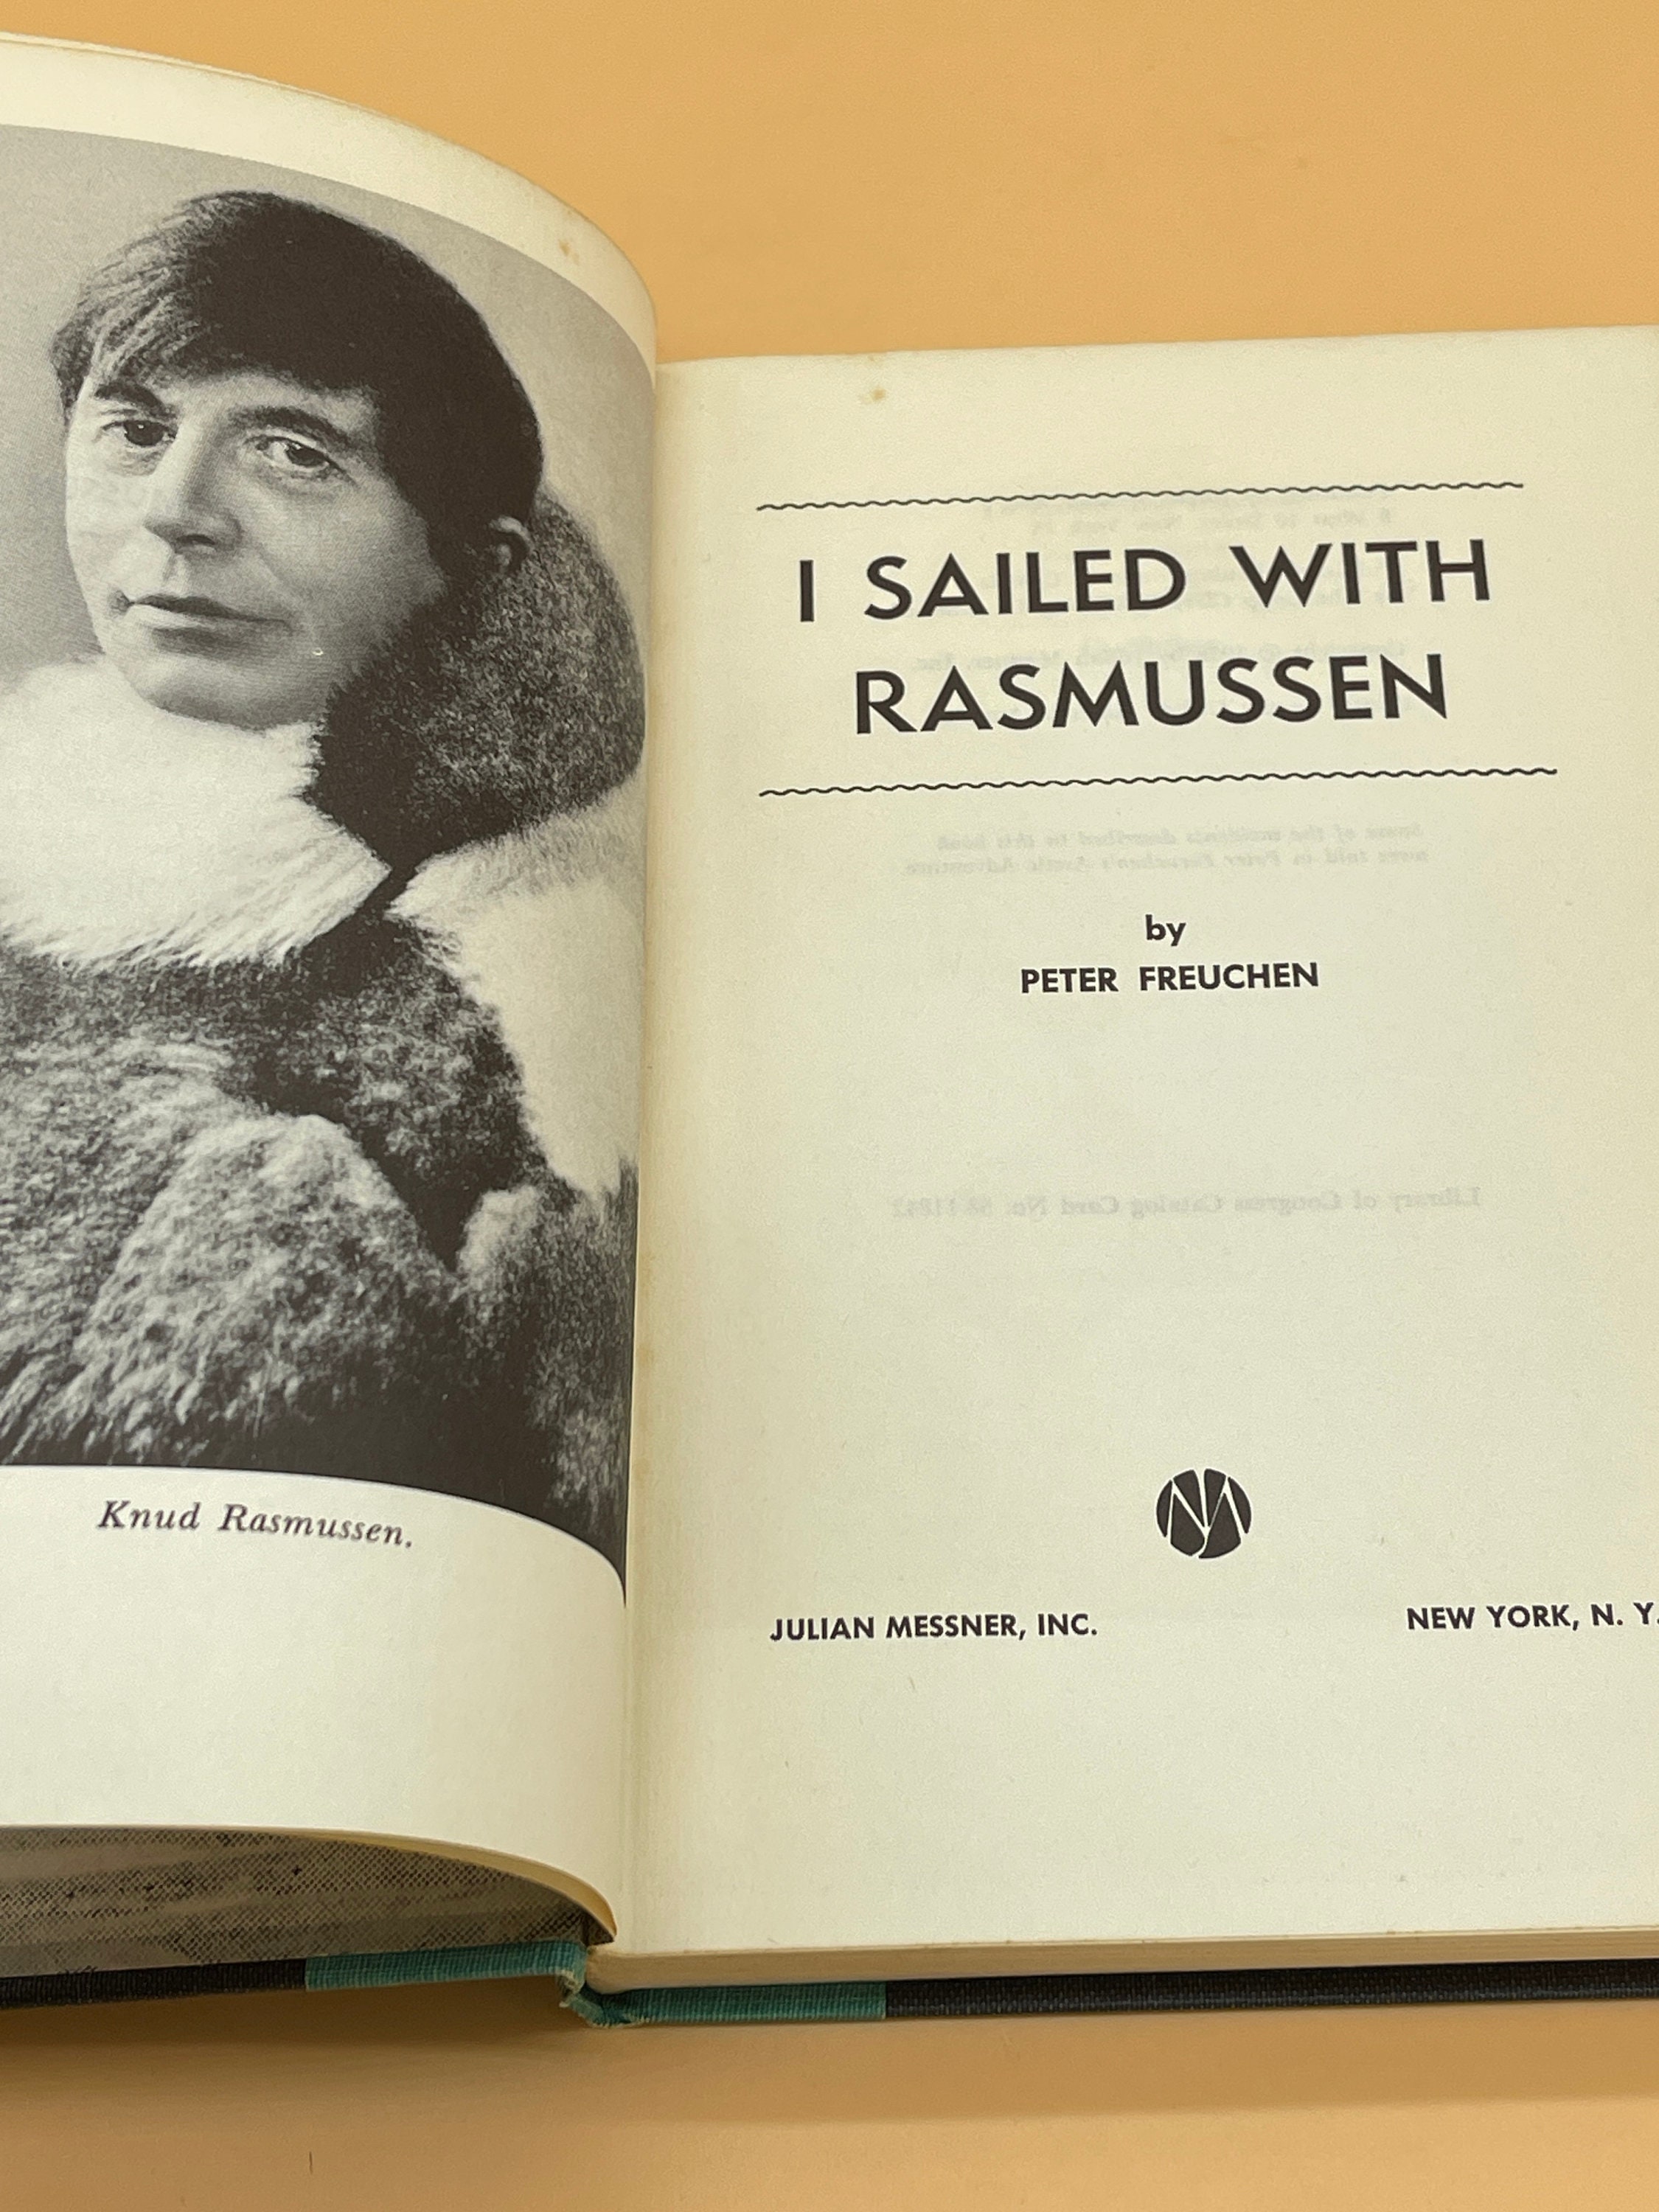 Knud Rasmussen.
I SAILED WITH
RASMUSSEN
by
PETER FREUCHEN
JULIAN MESSNER, INC.
NEW YORK, N. Y.